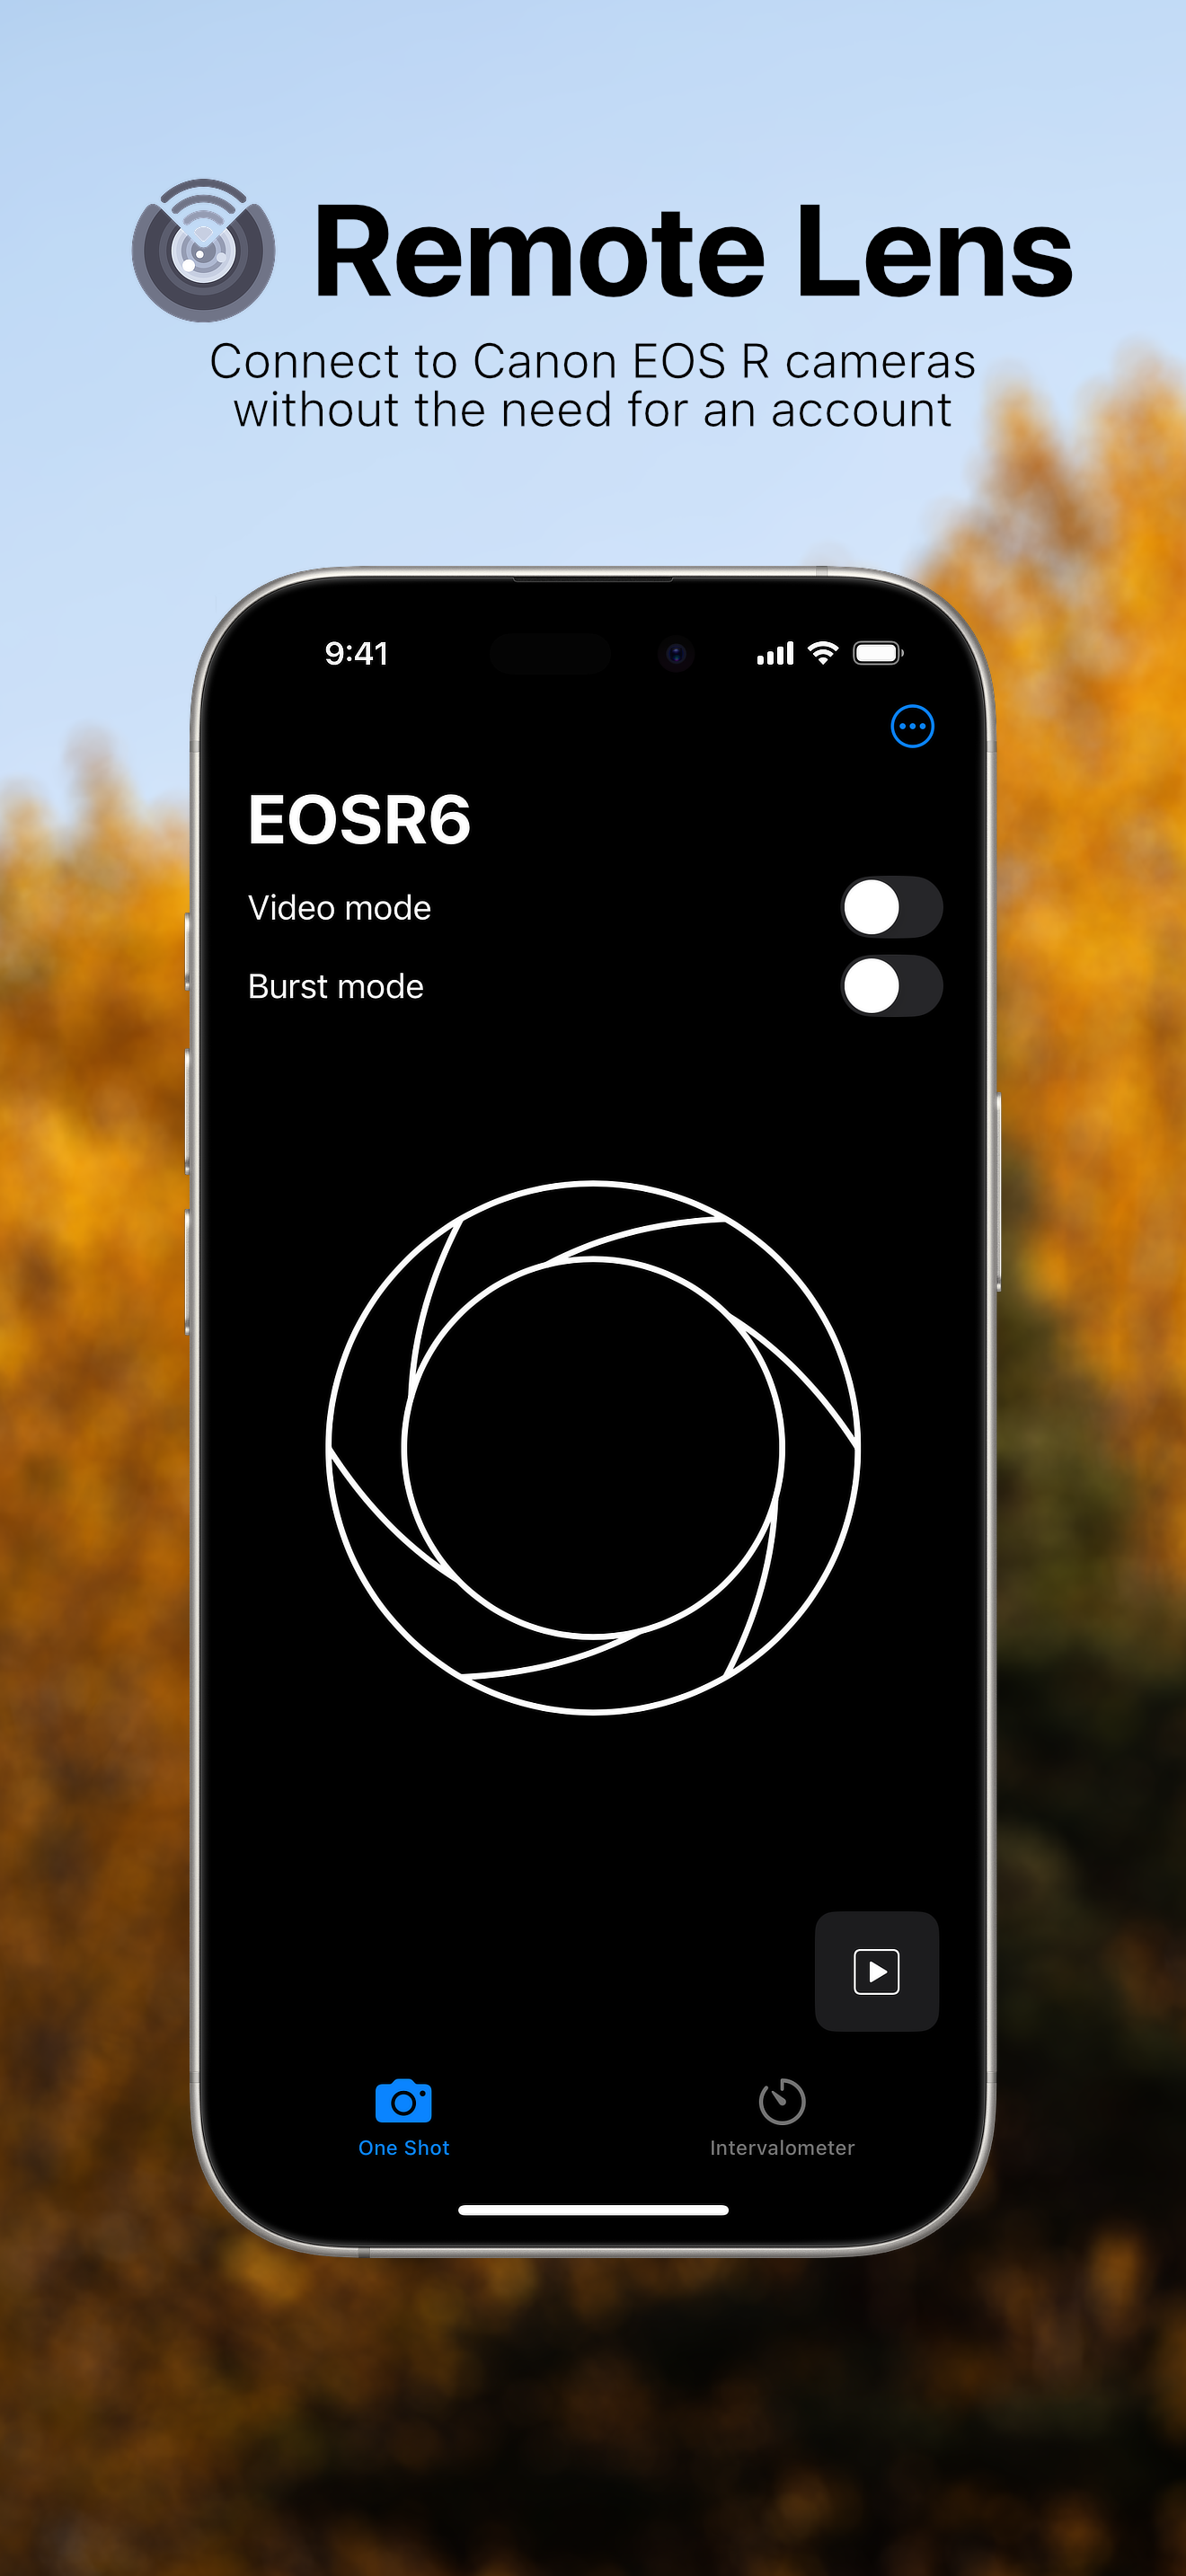 Remote Lens
Connect to Canon EOS R cameras
without the need for an account
9:41
EOSR6
Video mode
Burst mode
One Shot
Intervalometer